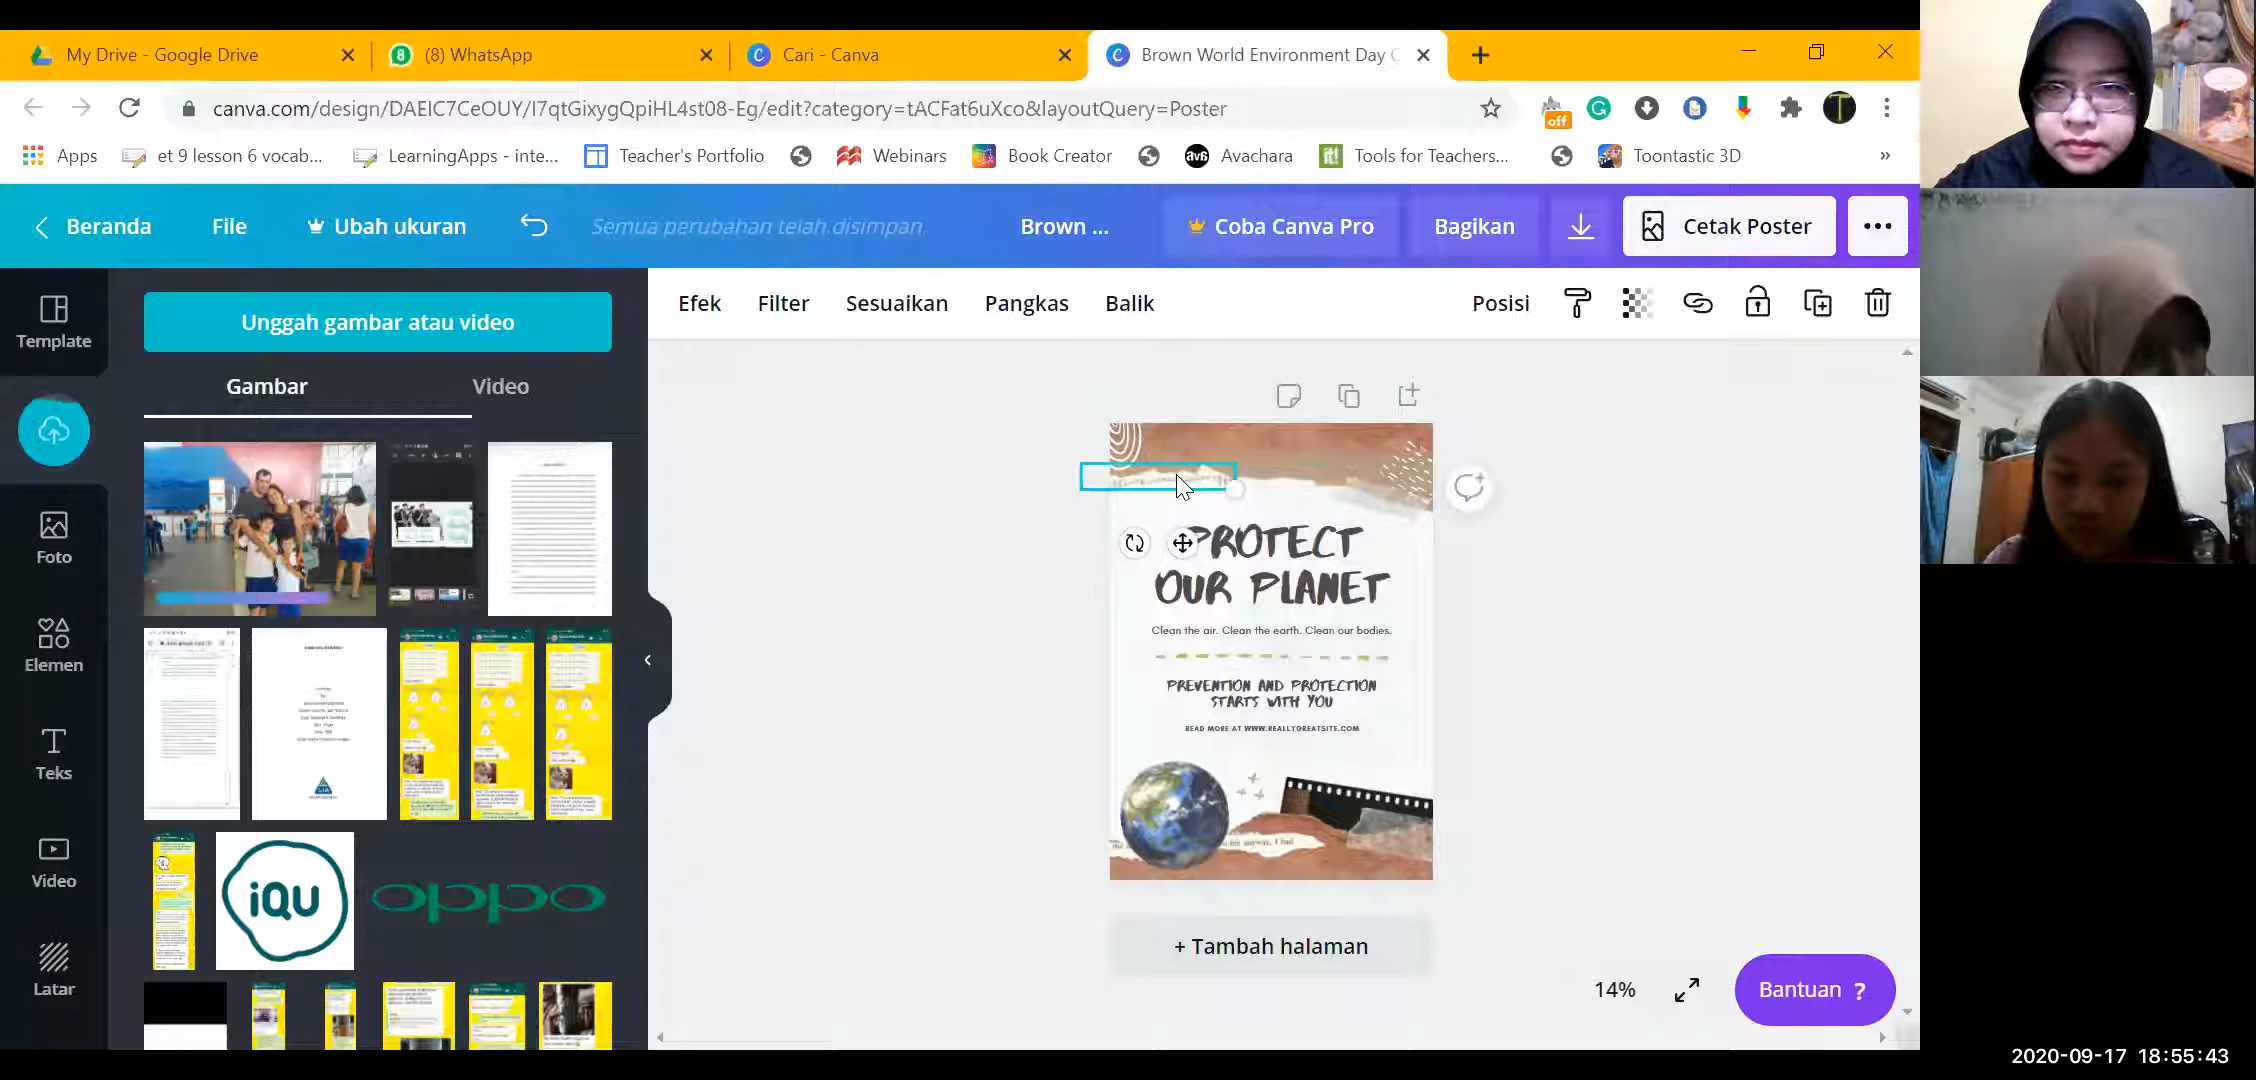 My Drive - Google Drive
(8) WhatsApp
Cari - Canva
Brown World Environment Day C
canva.com/design/DAEIC7CeOUY/I7qtGixygQpiHL4st08-Eg/edit?category=tACFat6uXco&layoutQuery=Poster
off
Apps
et 9 lesson 6 vocab...
LearningApps - inte...
Teacher's Portfolio
Webinars
Book Creator
Avachara
Tools for Teachers...
Toontastic 3D
»
Beranda
File
Ubah ukuran
Semua perubahan telah disimpan
Brown ...
Coba Canva Pro
Bagikan
Cetak Poster
Template
Unggah gambar atau video
Efek
Filter
Sesuaikan
Pangkas
Balik
Posisi
Gambar
Video
Foto
Elemen
Teks
Video
Latar
iQU
oppo
PROTECT
OUR PLANET
Clean the air. Clean the earth. Clean our bodies.
PREVENTION AND PROTECTION
STARTS WITH YOU
READ MORE AT WWW.REALLYGREATSITE.COM
anyway, I had
+ Tambah halaman
14%
Bantuan ?
2020-09-17 18:55:43